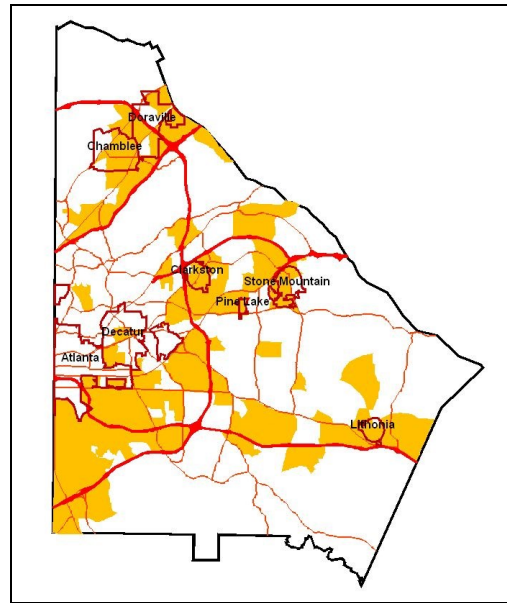 Doraville
Chamblee
Clarkston
Stone Mountain
Pine Lake
Decatur
Atlanta
Lithonia